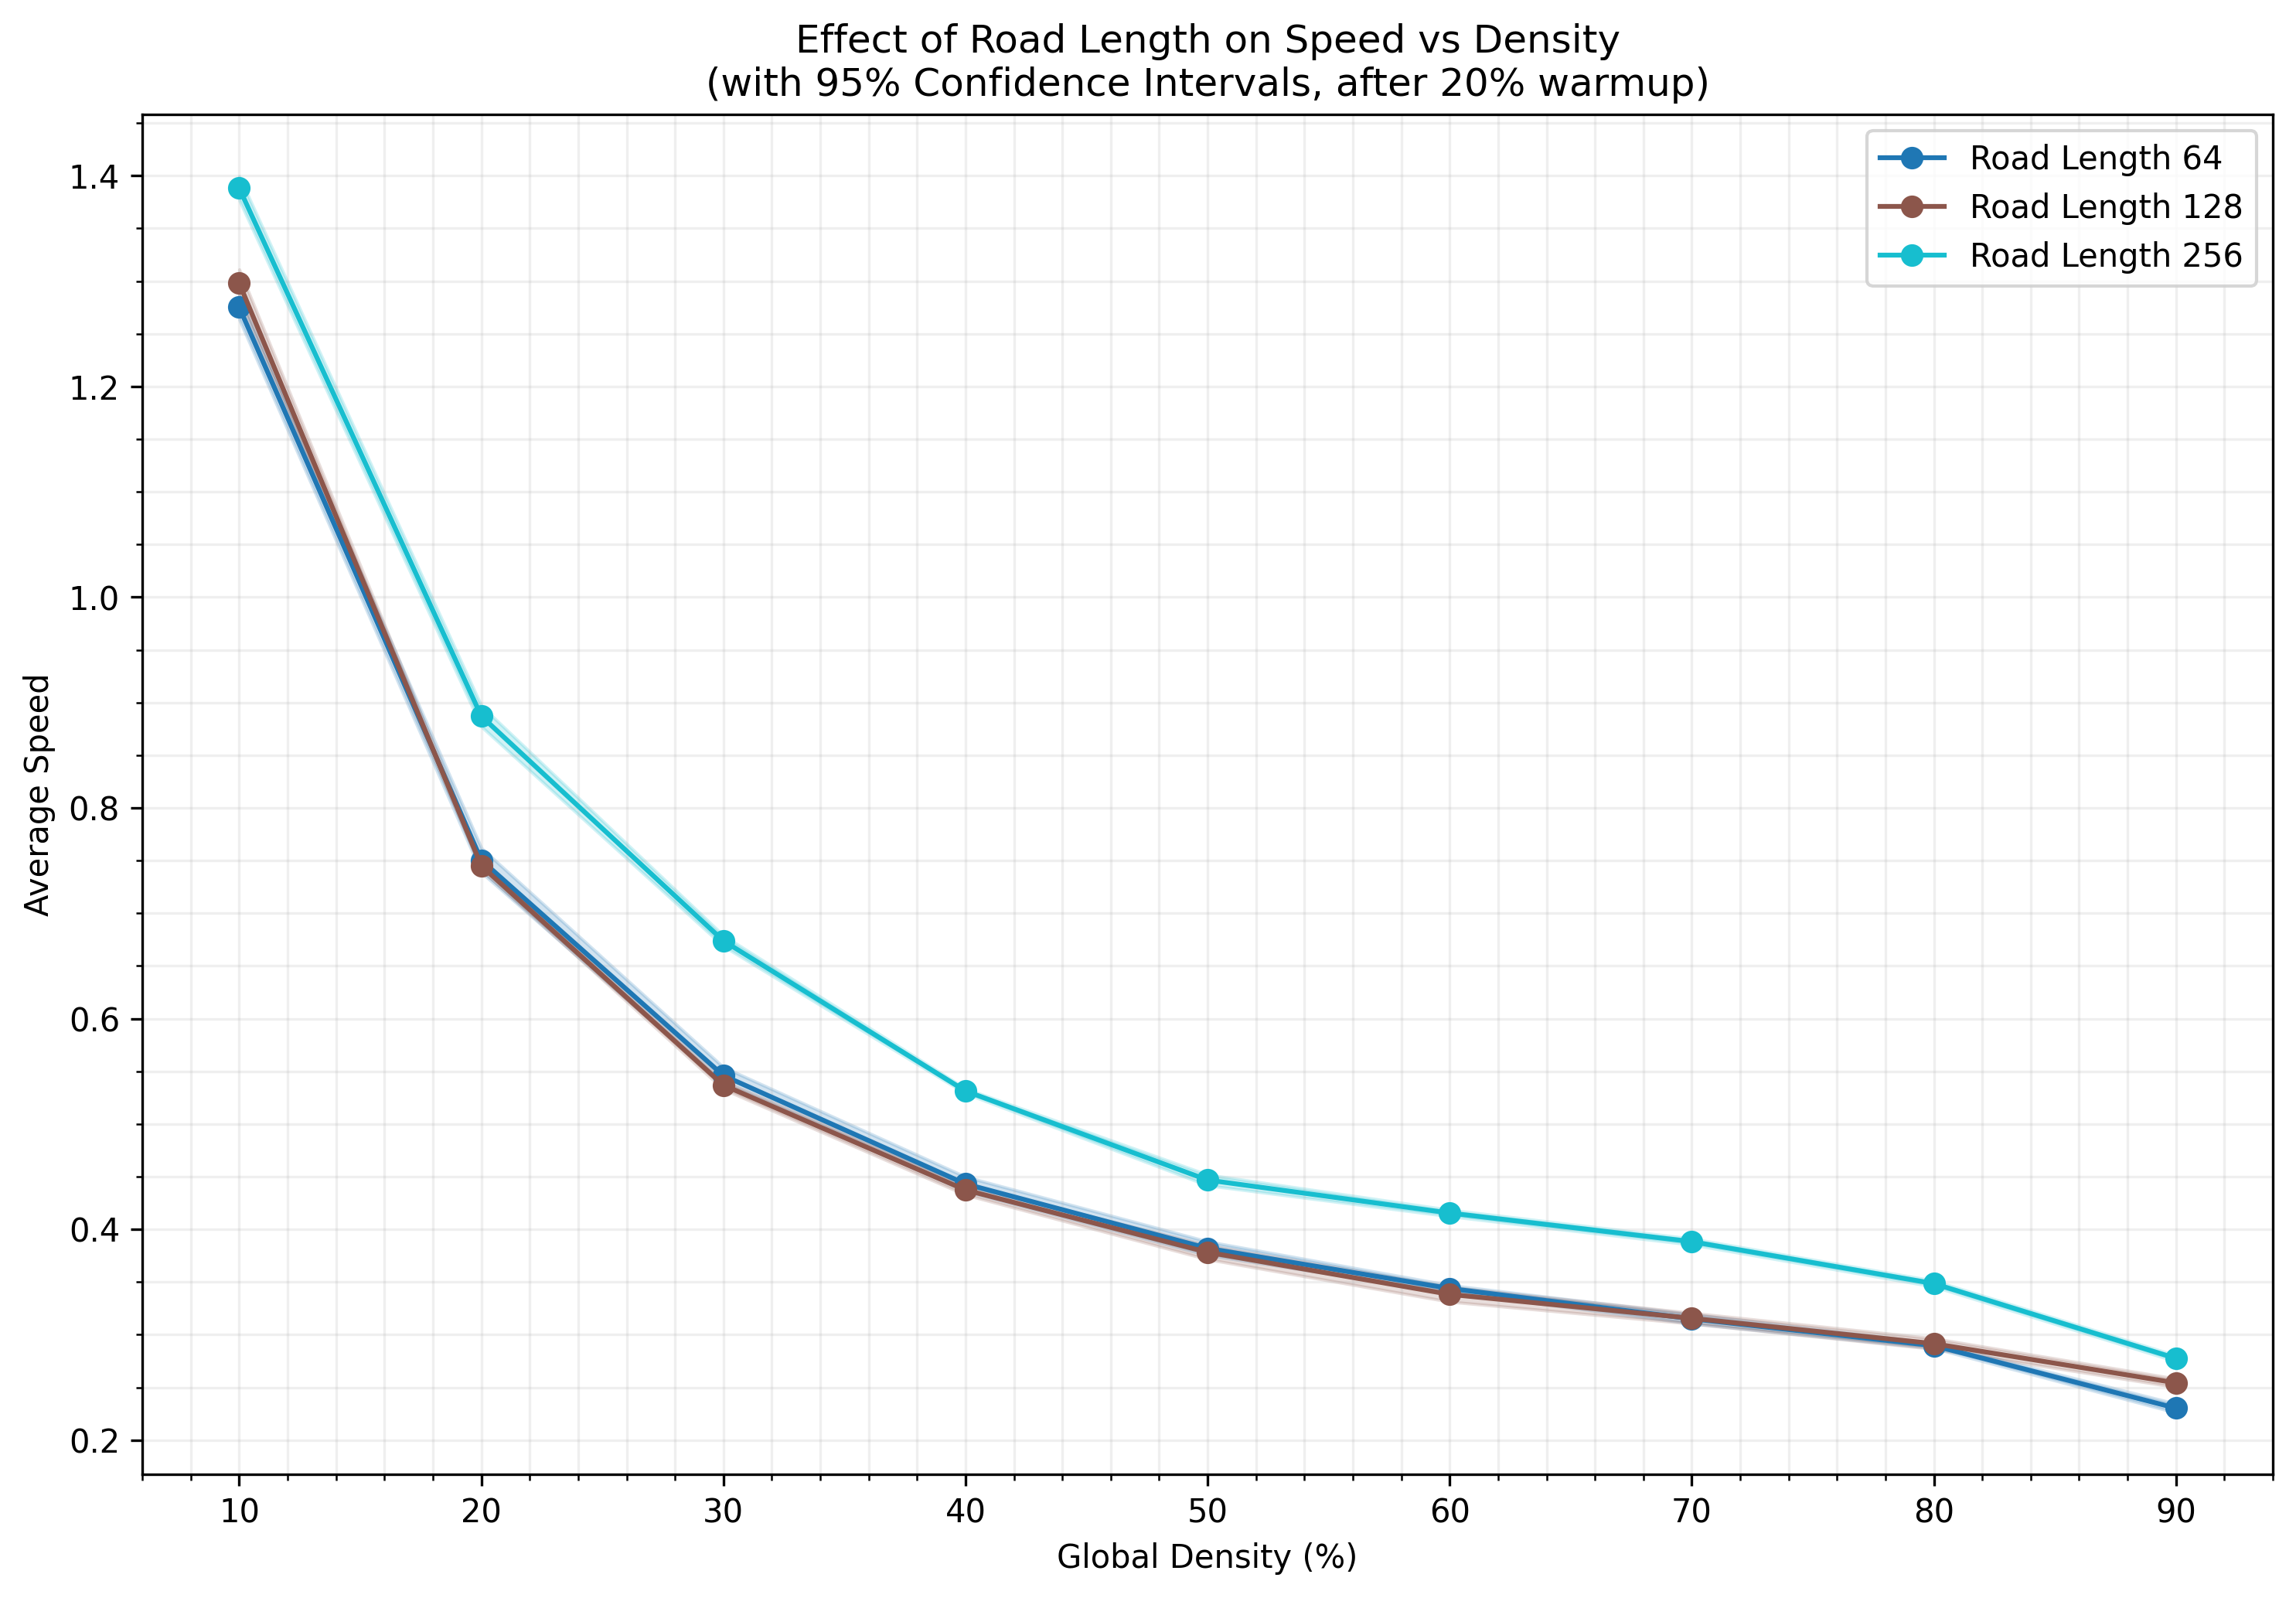 Effect of Road Length on Speed vs Density
(with 95% Confidence Intervals, after 20% warmup)
Road Length 64
Road Length 128
Road Length 256
Average Speed
1.4
1.2
1.0
0.8
0.6
0.4
0.2
10 20 30 40 50 60 70 80 90
Global Density (%)